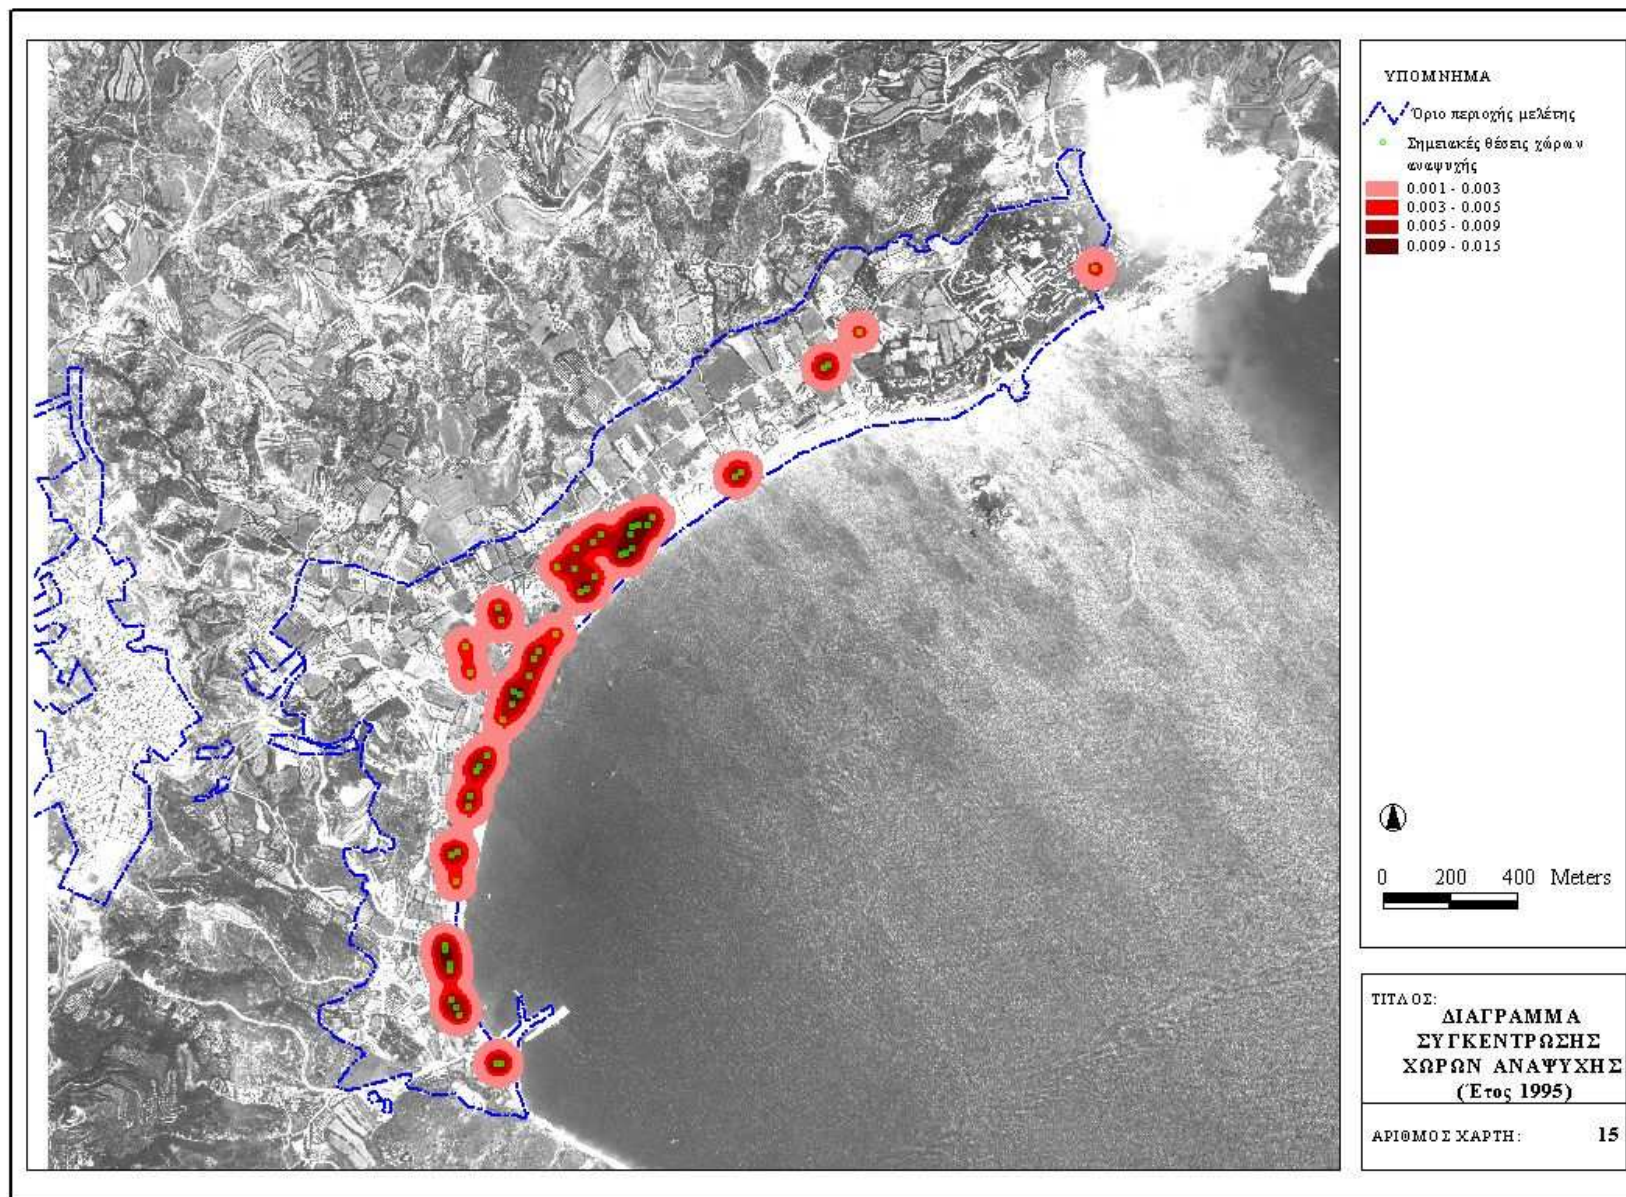 ΥΠΟΜΝΗΜΑ
Όριο περιοχής μελέτης
Σημειακές θέσεις χώρων
αναψυχής
0.001 - 0.003
0.003 - 0.005
0.005 - 0.009
0.009 - 0.015
0 200 400 Meters
ΤΙΤΛΟΣ:
ΔΙΑΓΡΑΜΜΑ
ΣΥΓΚΕΝΤΡΩΣΗΣ
ΧΩΡΩΝ ΑΝΑΨΥΧΗΣ
(Έτος 1995)
ΑΡΙΘΜΟΣ ΧΑΡΤΗ: 15